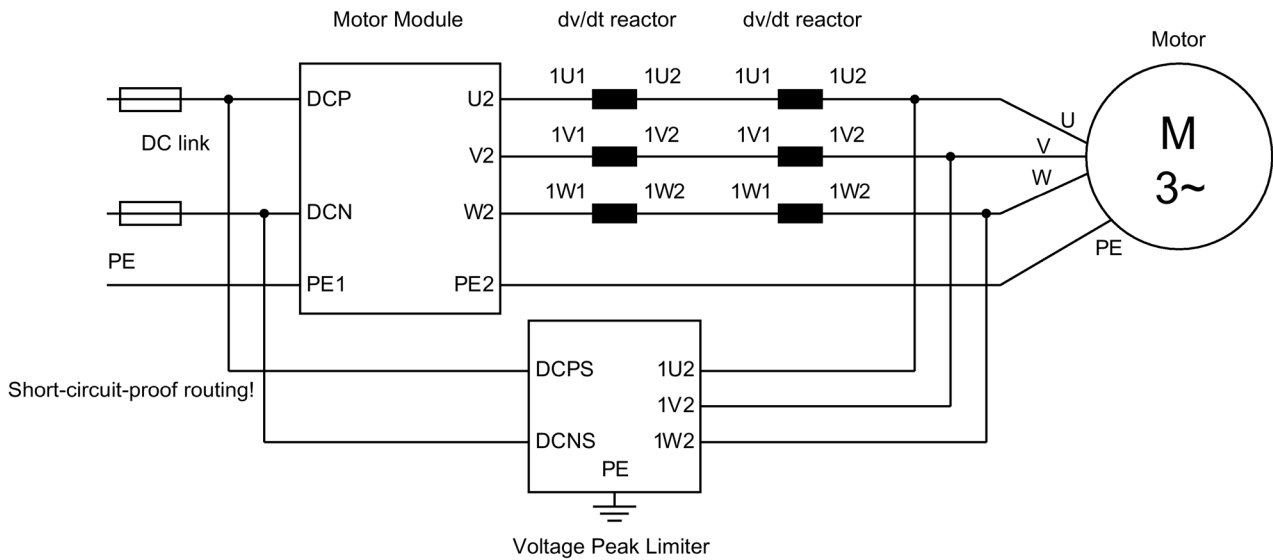 Motor Module
dv/dt reactor
dv/dt reactor
Motor
1U1
1U2
1U1
1U2
DCP
U2
U
DC link
1V1
1V2
1V1
1V2
V2
V
M
3~
1W1
1W2
1W1
1W2
W
DCN
W2
PE
PE
PE1
PE2
Short-circuit-proof routing!
DCPS
1U2
1V2
DCNS
1W2
PE
Voltage Peak Limiter